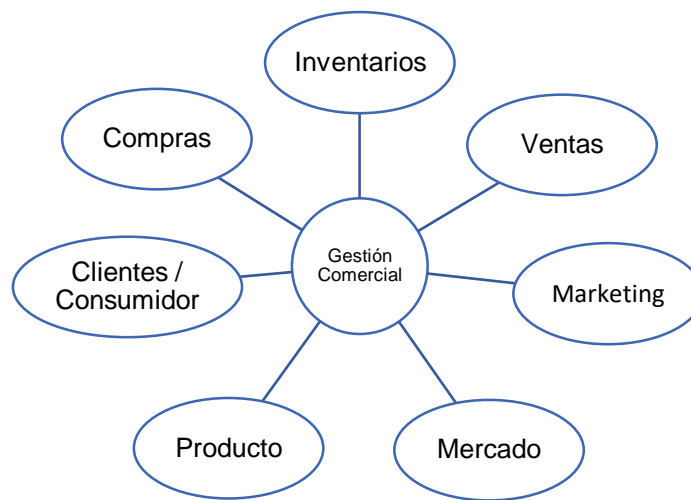 Inventarios
Compras
Ventas
Gestión
Comercial
Clientes /
Consumidor
Marketing
Producto
Mercado